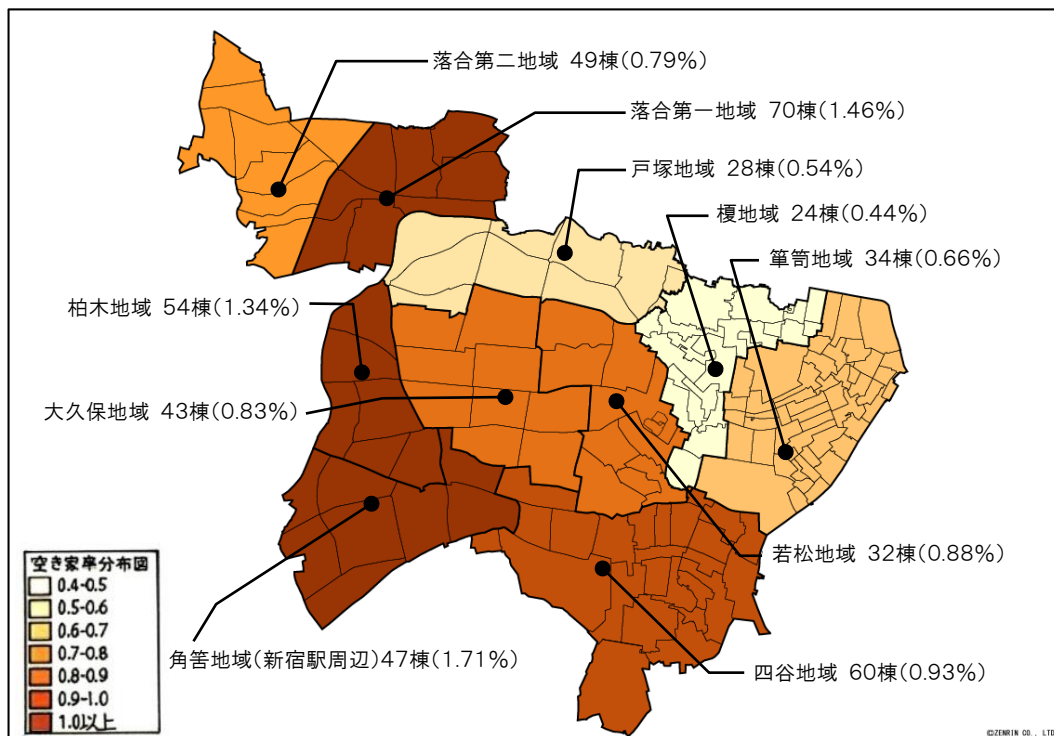 落合第二地域 49棟(0.79%)
落合第一地域 70棟(1.46%)
戸塚地域 28棟(0.54%)
榎地域 24棟(0.44%)
箪笥地域 34棟(0.66%)
柏木地域 54棟(1.34%)
大久保地域 43棟(0.83%)
若松地域 32棟(0.88%)
角筈地域(新宿駅周辺)47棟(1.71%)
四谷地域 60棟(0.93%)
空き家率分布図
0.4-0.5
0.5-0.6
0.6-0.7
0.7-0.8
0.8-0.9
0.9-1.0
1.0以上
©ZENRIN CO., LTD